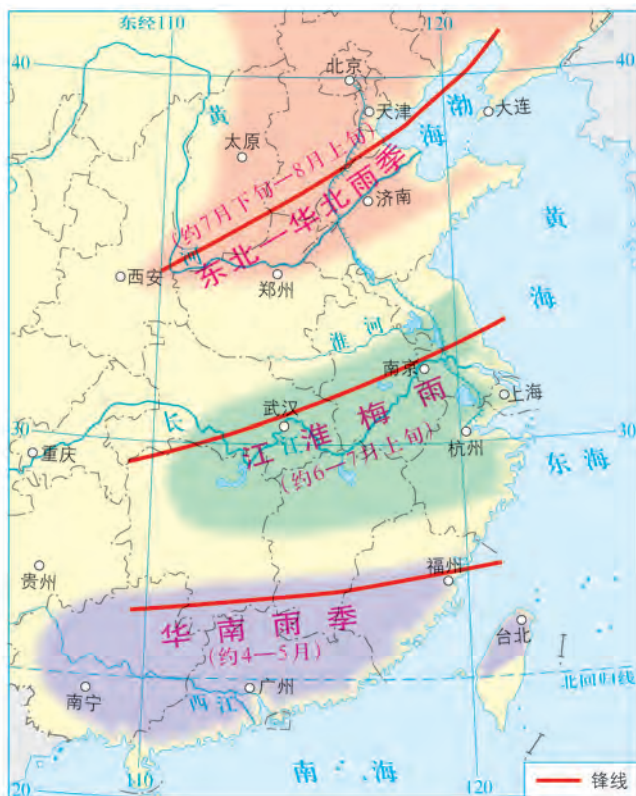 东经110
120
40
40
北京
天津
大连
渤
海
黄
河
太原
(约7月下旬—8月上旬)
东北—华北雨季
济南
西安
郑州
黄
海
淮河
南京
上海
长
江
武汉
江淮梅雨
(约6—7月上旬)
30
30
重庆
杭州
东海
贵州
福州
华南雨季
(约4—5月)
台北
北回归线
南宁
西江
广州
南海
20
110
120
锋线